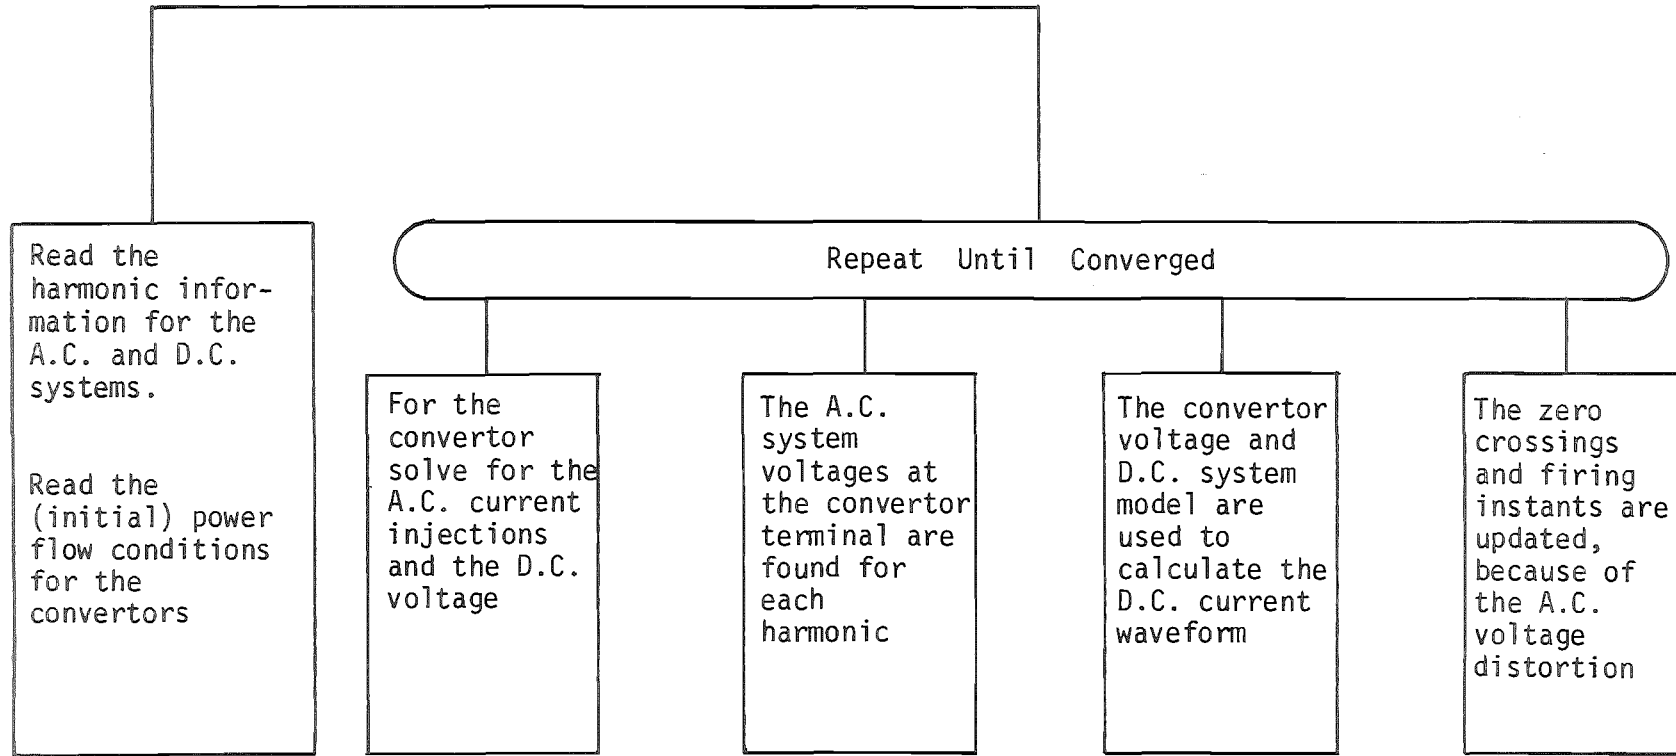 Read the
harmonic infor-
mation for the
A.C. and D.C.
systems.
Read the
(initial) power
flow conditions
for the
convertors
Repeat Until Converged
For the
convertor
solve for the
A.C. current
injections
and the D.C.
voltage
The A.C.
system
voltages at
the convertor
terminal are
found for
each
harmonic
The convertor
voltage and
D.C. system
model are
used to
calculate the
D.C. current
waveform
The zero
crossings
and firing
instants are
updated,
because of
the A.C.
voltage
distortion